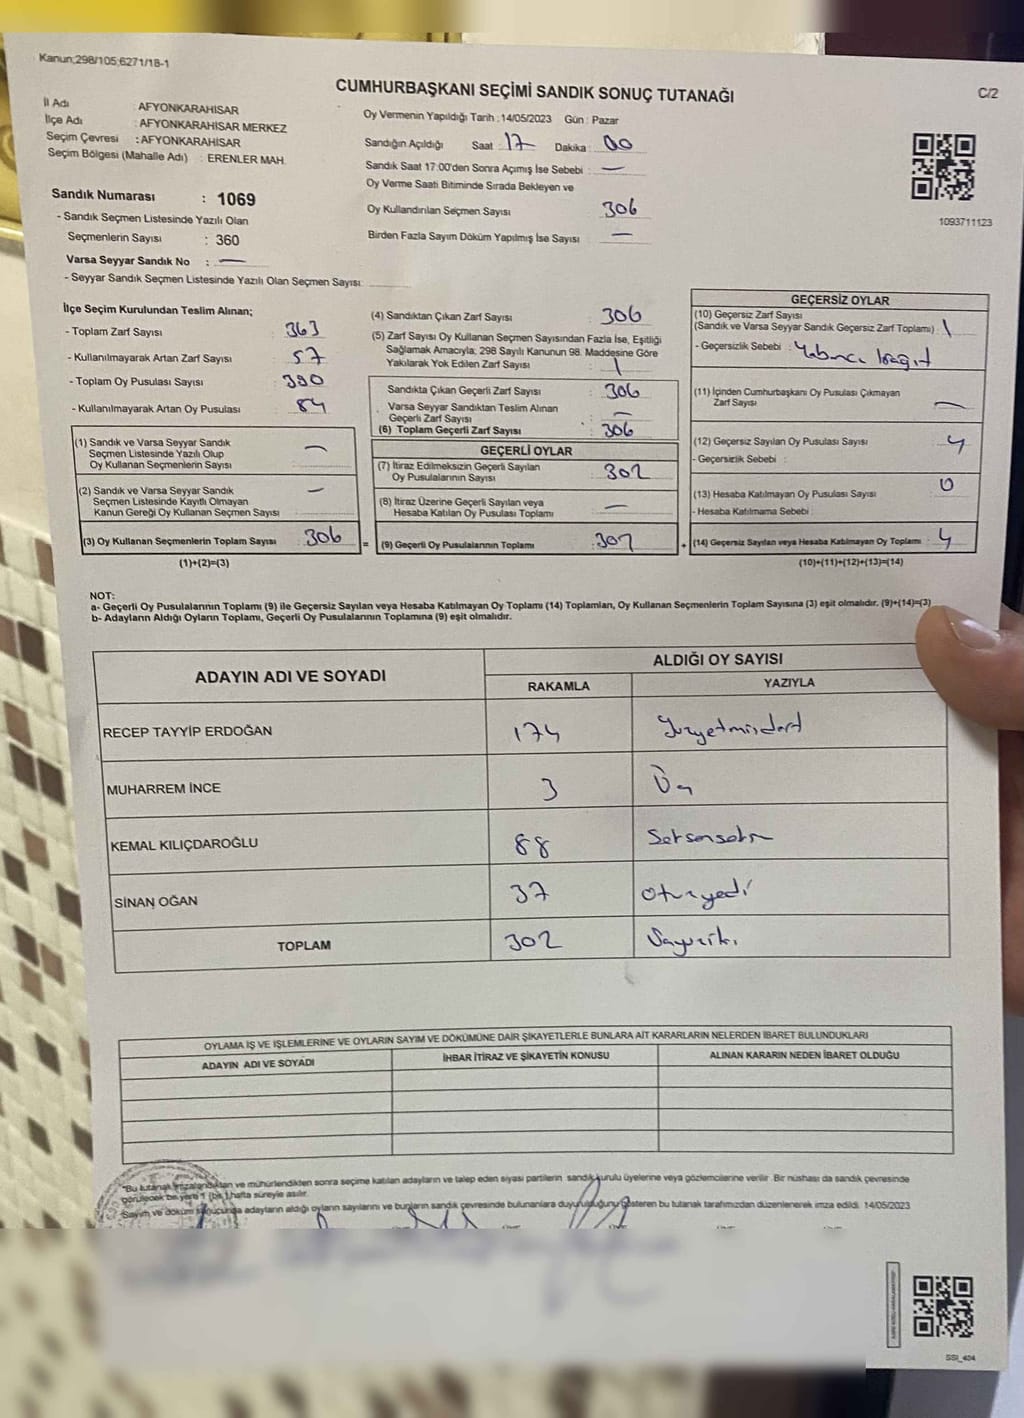 Kanun;298/105;6271/18-1
CUMHURBAŞKANI SEÇİMİ SANDIK SONUÇ TUTANAĞI
C/2
İl Adı : AFYONKARAHİSAR
İlçe Adı : AFYONKARAHİSAR MERKEZ
Seçim Çevresi : AFYONKARAHİSAR
Seçim Bölgesi (Mahalle Adı) : ERENLER MAH.
Oy Vermenin Yapıldığı Tarih : 14/05/2023 Gün : Pazar
Sandığın Açıldığı Saat : 17 Dakika : 00
Sandık Saat 17:00'den Sonra Açımış İse Sebebi : —
Oy Verme Saati Bitiminde Sırada Bekleyen ve
Oy Kullandırılan Seçmen Sayısı 306
Birden Fazla Sayım Döküm Yapılmış İse Sayısı : —
1093711123
Sandık Numarası : 1069
- Sandık Seçmen Listesinde Yazılı Olan
Seçmenlerin Sayısı : 360
Varsa Seyyar Sandık No : —
- Seyyar Sandık Seçmen Listesinde Yazılı Olan Seçmen Sayısı:
İlçe Seçim Kurulundan Teslim Alınan;
- Toplam Zarf Sayısı : 363
- Kullanılmayarak Artan Zarf Sayısı : 57
- Toplam Oy Pusulası Sayısı : 390
- Kullanılmayarak Artan Oy Pusulası : 84
(1) Sandık ve Varsa Seyyar Sandık
Seçmen Listesinde Yazılı Olup
Oy Kullanan Seçmenlerin Sayısı —
(2) Sandık ve Varsa Seyyar Sandık
Seçmen Listesinde Kayıtlı Olmayan
Kanun Gereği Oy Kullanan Seçmen Sayısı —
(3) Oy Kullanan Seçmenlerin Toplam Sayısı : 306
(1)+(2)=(3)
(4) Sandıktan Çıkan Zarf Sayısı : 306
(5) Zarf Sayısı Oy Kullanan Seçmen Sayısından Fazla İse, Eşitliği
Sağlamak Amacıyla; 298 Sayılı Kanunun 98. Maddesine Göre
Yakılarak Yok Edilen Zarf Sayısı :
Sandıkta Çıkan Geçerli Zarf Sayısı : 306
Varsa Seyyar Sandıktan Teslim Alınan
Geçerli Zarf Sayısı : —
(6) Toplam Geçerli Zarf Sayısı : 306
GEÇERLİ OYLAR
(7) İtiraz Edilmeksizin Geçerli Sayılan
Oy Pusulalarının Sayısı : 302
(8) İtiraz Üzerine Geçerli Sayılan veya
Hesaba Katılan Oy Pusulası Toplamı : —
= (9) Geçerli Oy Pusulalarının Toplamı : 302
GEÇERSİZ OYLAR
(10) Geçersiz Zarf Sayısı
(Sandık ve Varsa Seyyar Sandık Geçersiz Zarf Toplamı) :
- Geçersizlik Sebebi : Yabancı kağıt
(11) İçinden Cumhurbaşkanı Oy Pusulası Çıkmayan
Zarf Sayısı —
(12) Geçersiz Sayılan Oy Pusulası Sayısı : 4
- Geçersizlik Sebebi :
(13) Hesaba Katılmayan Oy Pusulası Sayısı : 0
- Hesaba Katılmama Sebebi :
+ (14) Geçersiz Sayılan veya Hesaba Katılmayan Oy Toplamı : 4
(10)+(11)+(12)+(13)=(14)
NOT:
a- Geçerli Oy Pusulalarının Toplamı (9) ile Geçersiz Sayılan veya Hesaba Katılmayan Oy Toplamı (14) Toplamları, Oy Kullanan Seçmenlerin Toplam Sayısına (3) eşit olmalıdır. (9)+(14)=(3)
b- Adayların Aldığı Oyların Toplamı, Geçerli Oy Pusulalarının Toplamına (9) eşit olmalıdır.
ADAYIN ADI VE SOYADI
ALDIĞI OY SAYISI
RAKAMLA YAZIYLA
RECEP TAYYİP ERDOĞAN 174 Yüzyetmişdört
MUHARREM İNCE 3 Üç
KEMAL KILIÇDAROĞLU 88 Seksensekiz
SİNAN OĞAN 37 Otuzyedi
TOPLAM 302 üçyüziki
OYLAMA İŞ VE İŞLEMLERİNE VE OYLARIN SAYIM VE DÖKÜMÜNE DAİR ŞİKAYETLERLE BUNLARA AİT KARARLARIN NELERDEN İBARET BULUNDUKLARI
ADAYIN ADI VE SOYADI İHBAR İTİRAZ VE ŞİKAYETİN KONUSU ALINAN KARARIN NEDEN İBARET OLDUĞU
*Bu tutanak imzalandıktan ve mühürlendikten sonra seçime katılan adayların ve talep eden siyasi partilerin sandık kurulu üyelerine veya gözlemcilerine verilir. Bir nüshası da sandık çevresinde
görülecek bir yere 1 (bir) hafta süreyle asılır.
Sayım ve döküm sonucunda adayların aldığı oyların sayılarını ve bunların sandık çevresinde bulunanlara duyurulduğunu gösteren bu tutanak tarafımızdan düzenlenerek imza edildi. 14/05/2023
SSI_404